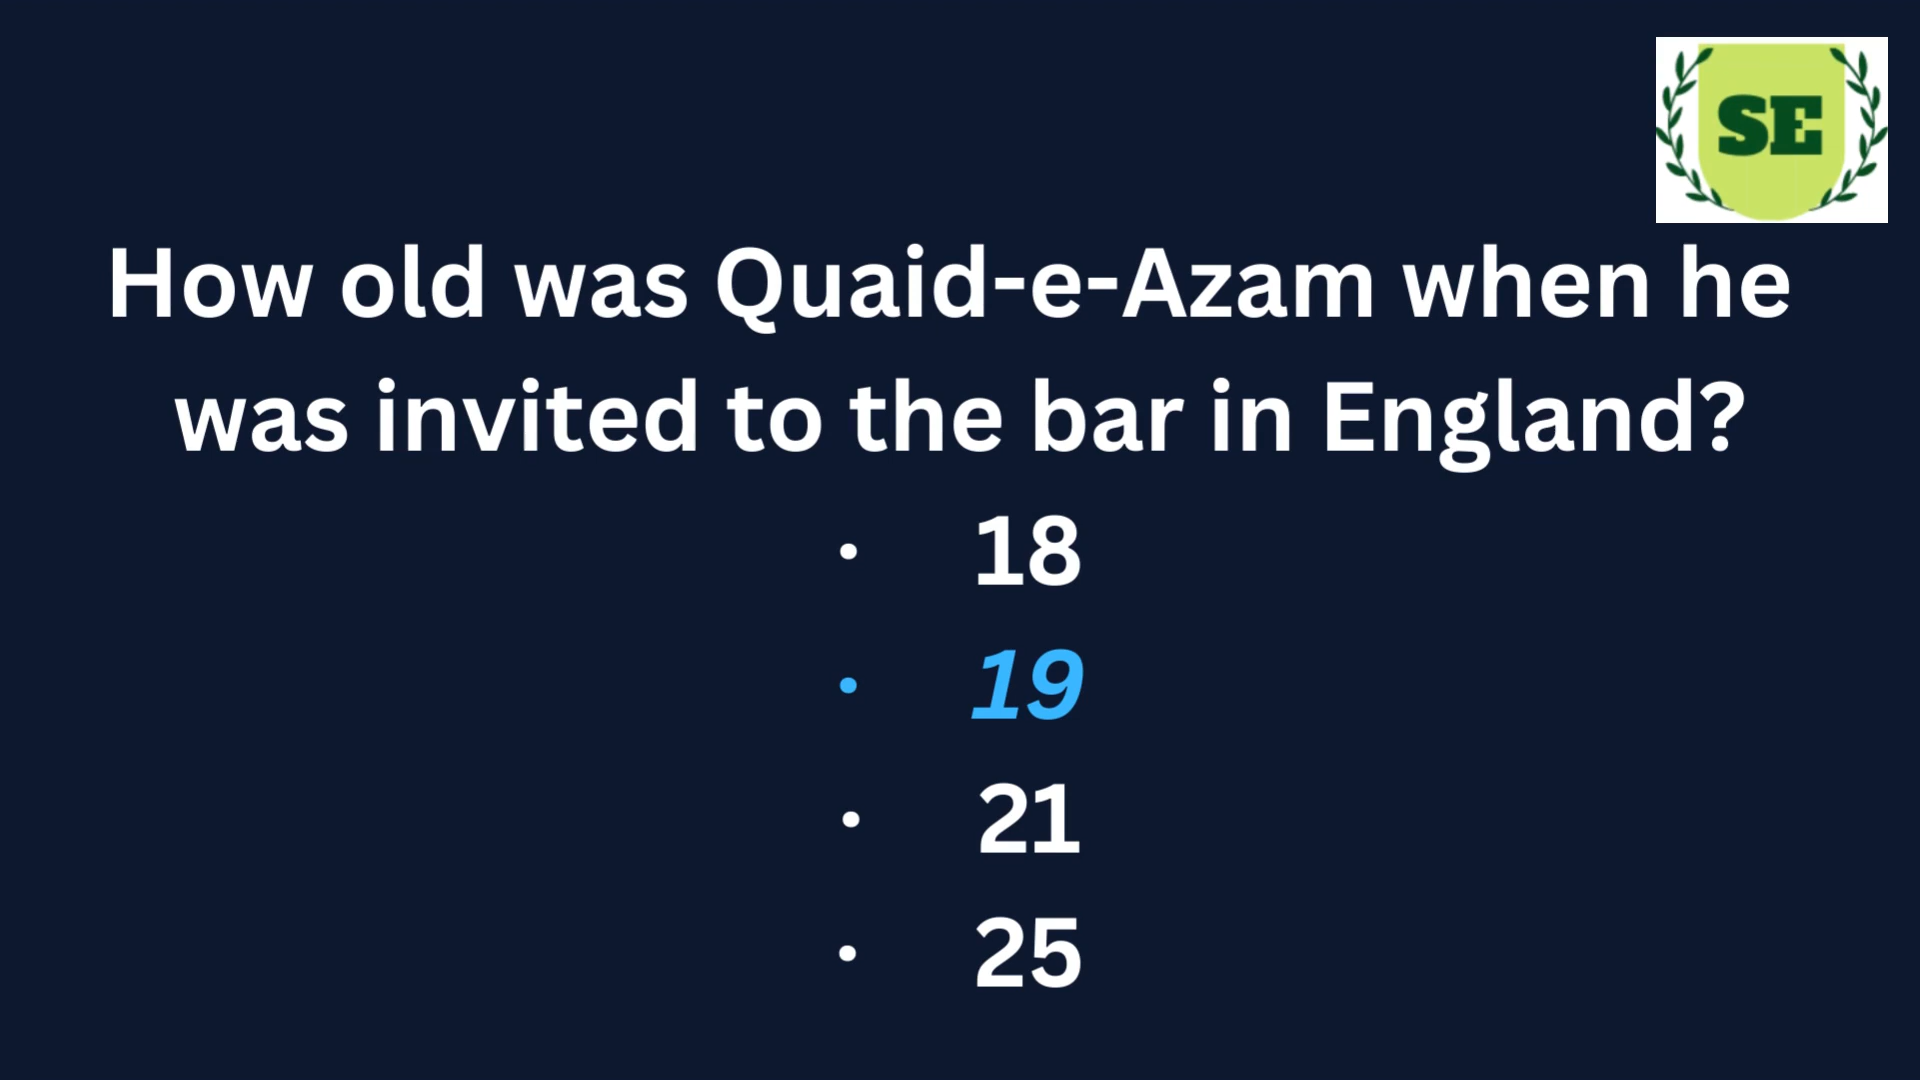 SE
How old was Quaid-e-Azam when he
was invited to the bar in England?
• 18
• 19
• 21
• 25